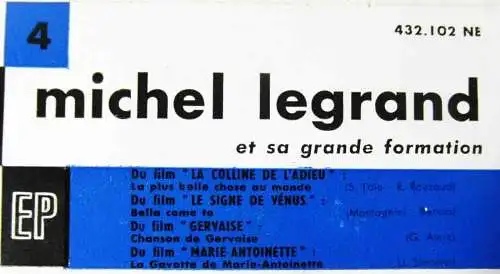 4
432.102 NE
michel legrand
et sa grande formation
EP
Du film "LA COLLINE DE L'ADIEU" :
La plus belle chose au monde
Du film "LE SIGNE DE VÉNUS" :
Bella come te
Du film "GERVAISE" :
Chanson de Gervaise
Du film "MARIE ANTOINETTE" :
La Gavotte de Marie-Antoinette